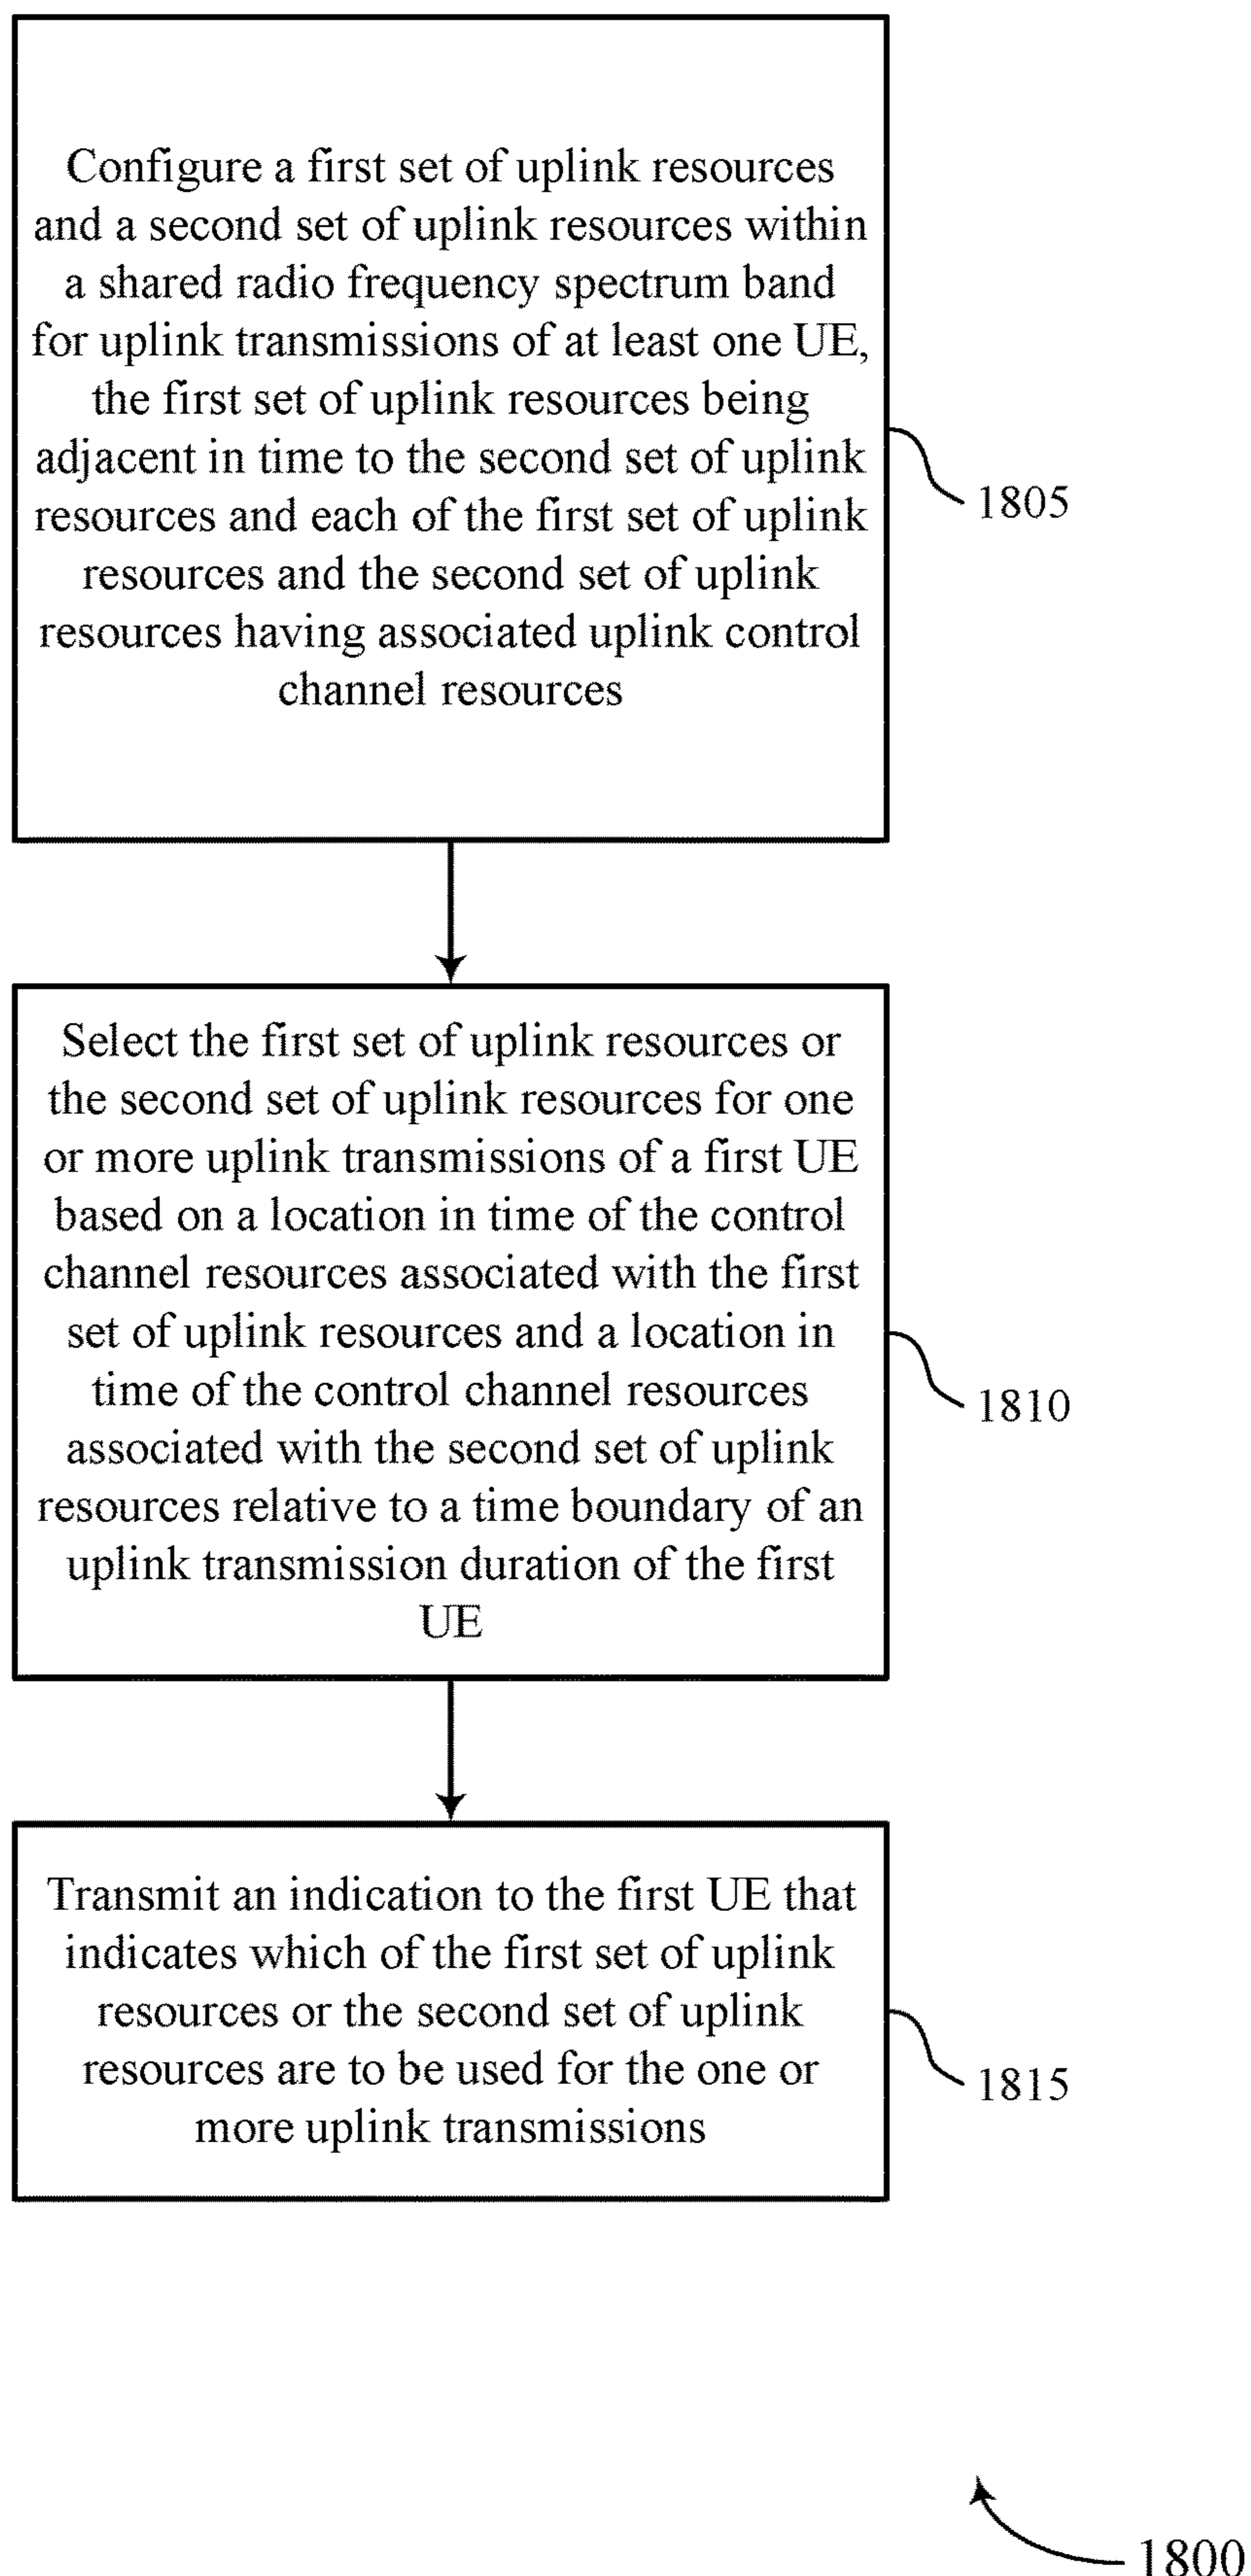 Configure a first set of uplink resources
and a second set of uplink resources within
a shared radio frequency spectrum band
for uplink transmissions of at least one UE,
the first set of uplink resources being
adjacent in time to the second set of uplink
resources and each of the first set of uplink
resources and the second set of uplink
resources having associated uplink control
channel resources
1805
Select the first set of uplink resources or
the second set of uplink resources for one
or more uplink transmissions of a first UE
based on a location in time of the control
channel resources associated with the first
set of uplink resources and a location in
time of the control channel resources
associated with the second set of uplink
resources relative to a time boundary of an
uplink transmission duration of the first
UE
1810
Transmit an indication to the first UE that
indicates which of the first set of uplink
resources or the second set of uplink
resources are to be used for the one or
more uplink transmissions
1815
1800